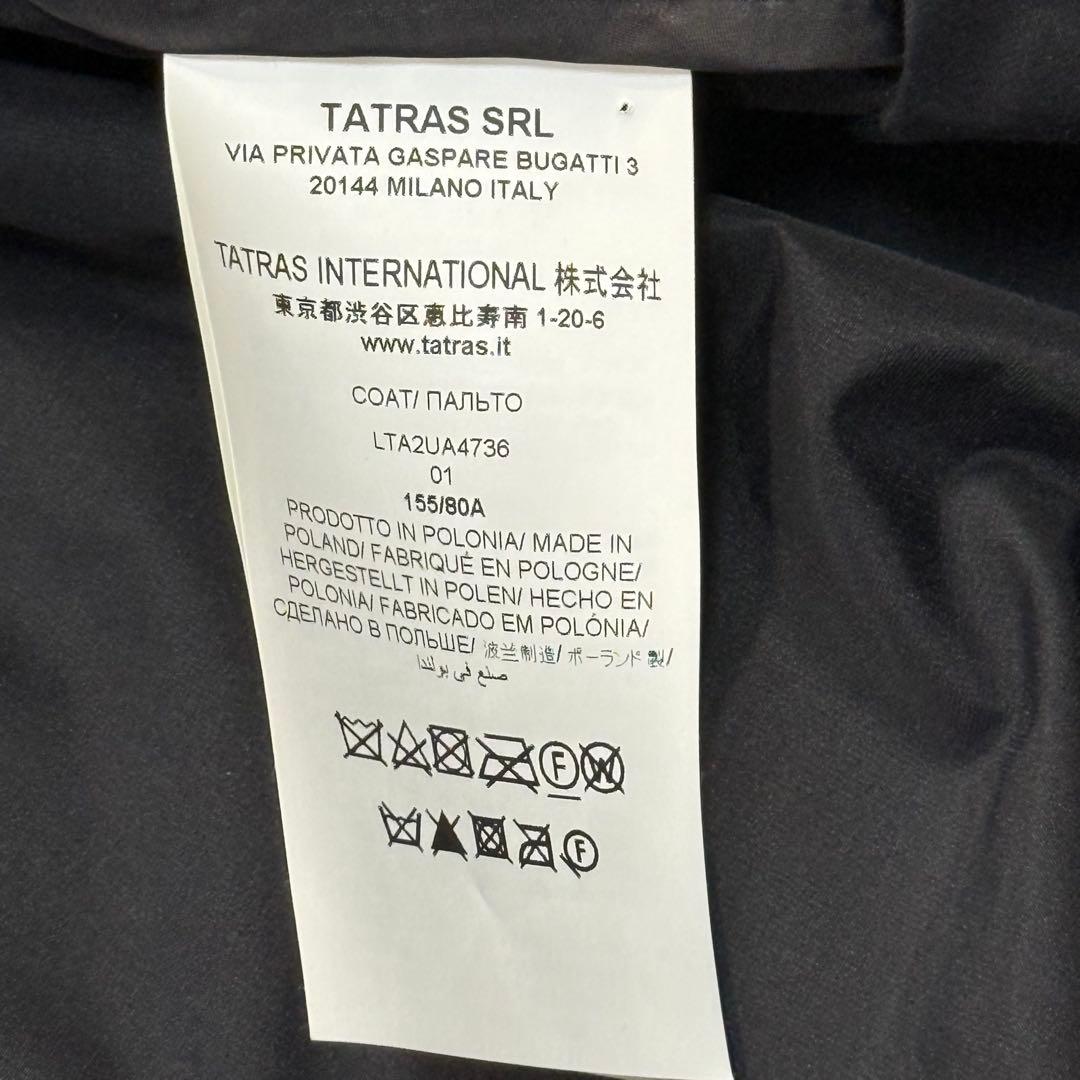 TATRAS SRL
VIA PRIVATA GASPARE BUGATTI 3
20144 MILANO ITALY
TATRAS INTERNATIONAL 株式会社
東京都渋谷区恵比寿南 1-20-6
www.tatras.it
COAT/ ПАЛЬТО
LTA2UA4736
01
155/80A
PRODOTTO IN POLONIA/ MADE IN
POLAND/ FABRIQUÉ EN POLOGNE/
HERGESTELLT IN POLEN/ HECHO EN
POLONIA/ FABRICADO EM POLÓNIA/
СДЕЛАНО В ПОЛЬШЕ/ 波兰制造/ ポーランド 製/
صنع في بولندا
F W
F